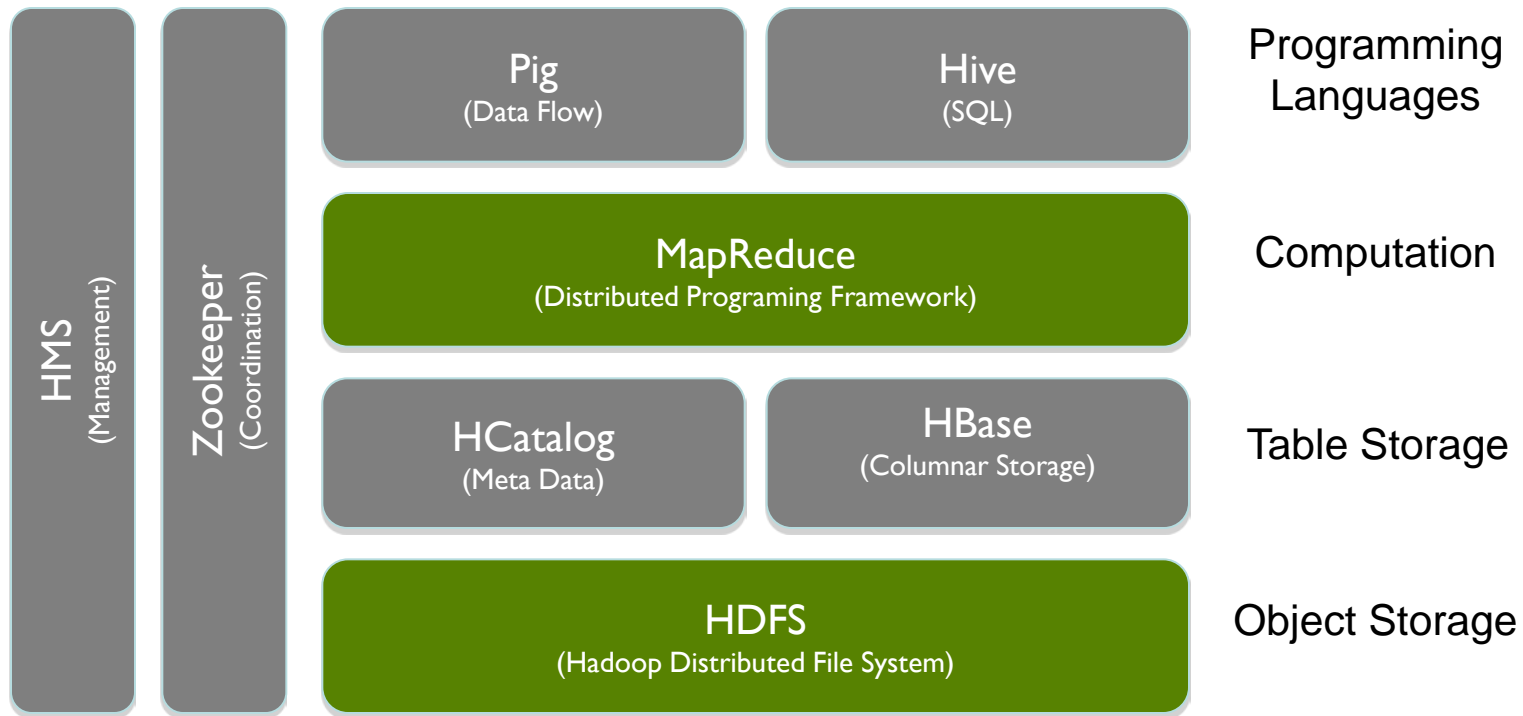 HMS
(Management)
Zookeeper
(Coordination)
Pig
(Data Flow)
Hive
(SQL)
Programming
Languages
MapReduce
(Distributed Programing Framework)
Computation
HCatalog
(Meta Data)
HBase
(Columnar Storage)
Table Storage
HDFS
(Hadoop Distributed File System)
Object Storage